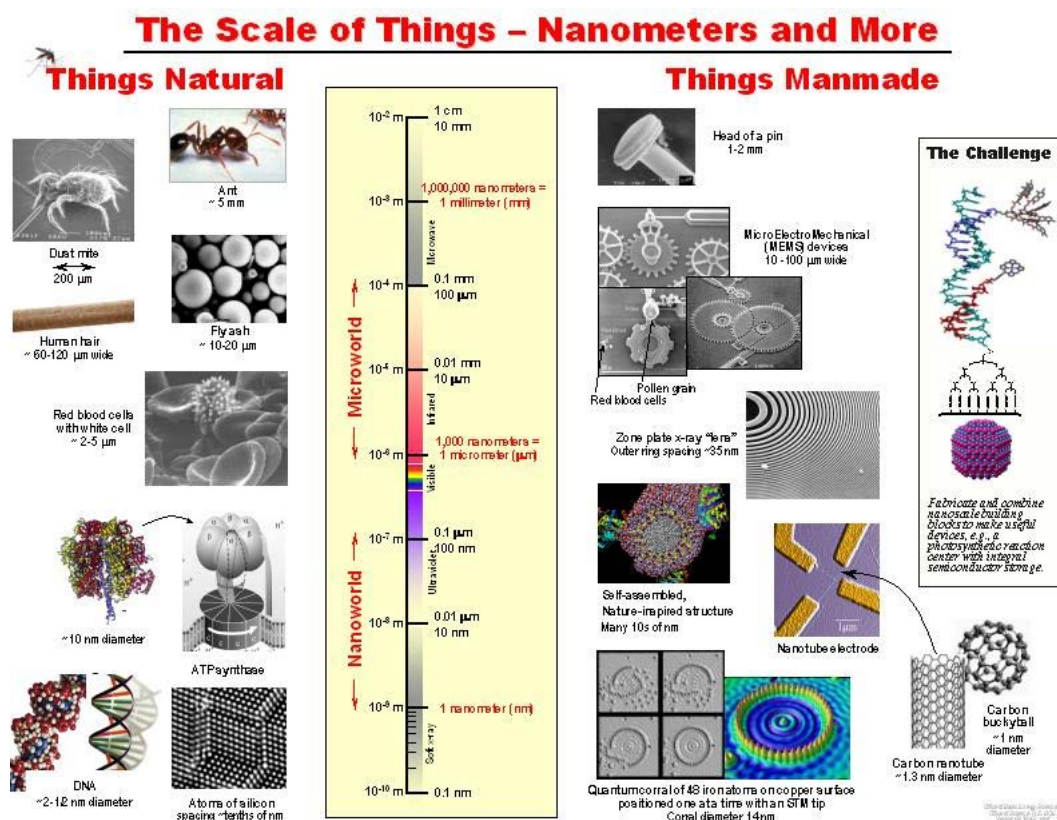 The Scale of Things – Nanometers and More
Things Natural
Things Manmade
Ant
~ 5 mm
Dust mite
200 µm
Human hair
~ 60-120 µm wide
Fly ash
~ 10-20 µm
Red blood cells
with white cell
~ 2-5 µm
~10 nm diameter
ATP synthase
DNA
~2-1/2 nm diameter
Atoms of silicon
spacing ~tenths of nm
10-2 m
1 cm
10 mm
1,000,000 nanometers =
10-3 m
1 millimeter (mm)
Microwave
0.1 mm
10-4 m
100 µm
Microworld
0.01 mm
10-5 m
10 µm
Infrared
1,000 nanometers =
10-6 m
1 micrometer (µm)
Visible
0.1 µm
10-7 m
100 nm
Ultraviolet
Nanoworld
0.01 µm
10-8 m
10 nm
10-9 m
1 nanometer (nm)
Soft x-ray
10-10 m
0.1 nm
Head of a pin
1-2 mm
MicroElectroMechanical
(MEMS) devices
10 -100 µm wide
Pollen grain
Red blood cells
Zone plate x-ray “lens”
Outer ring spacing ~35 nm
Self-assembled,
Nature-inspired structure
Many 10s of nm
1µm
Nanotube electrode
Quantum corral of 48 iron atoms on copper surface
positioned one at a time with an STM tip
Corral diameter 14 nm
Carbon nanotube
~1.3 nm diameter
Carbon
buckyball
~1 nm
diameter
The Challenge
Fabricate and combine
nanoscale building
blocks to make useful
devices, e.g., a
photosynthetic reaction
center with integral
semiconductor storage.